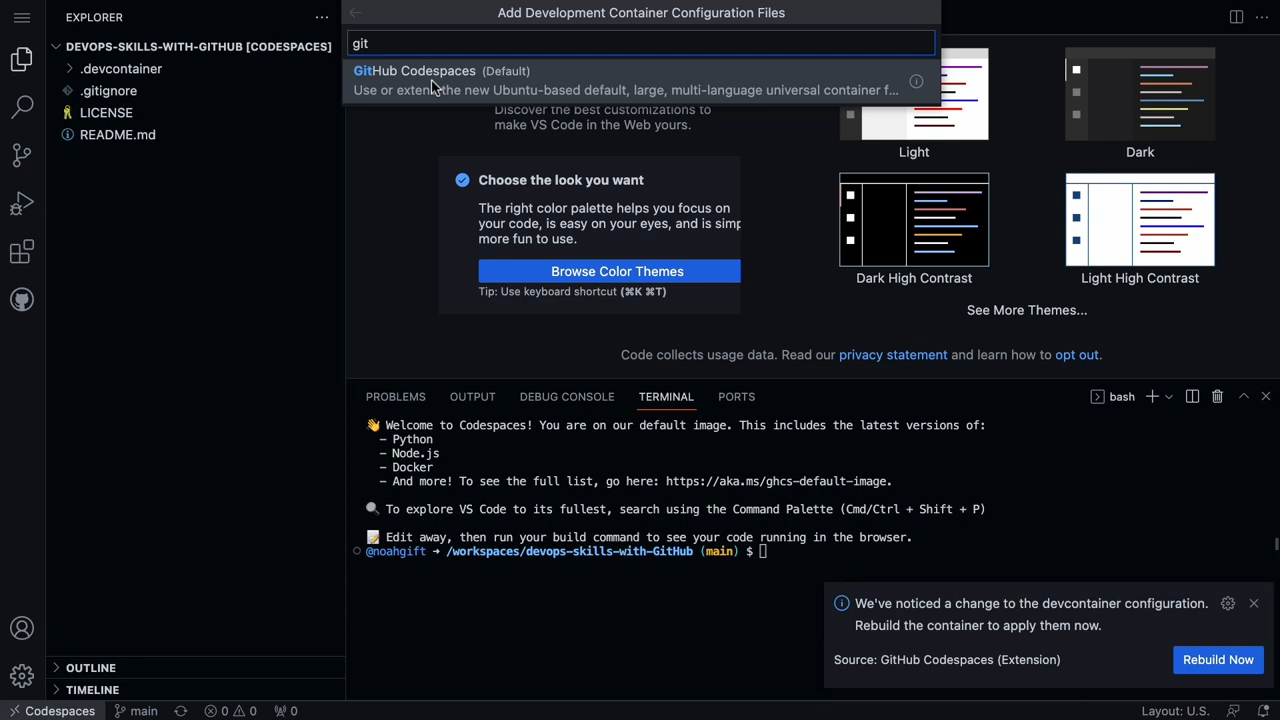 EXPLORER
DEVOPS-SKILLS-WITH-GITHUB [CODESPACES]
.devcontainer
.gitignore
LICENSE
README.md
OUTLINE
TIMELINE
Add Development Container Configuration Files
git
GitHub Codespaces (Default)
Use or extend the new Ubuntu-based default, large, multi-language universal container f...
Discover the best customizations to
make VS Code in the Web yours.
Choose the look you want
The right color palette helps you focus on
your code, is easy on your eyes, and is simp
more fun to use.
Browse Color Themes
Tip: Use keyboard shortcut (⌘K ⌘T)
Light
Dark
Dark High Contrast
Light High Contrast
See More Themes...
Code collects usage data. Read our privacy statement and learn how to opt out.
PROBLEMS OUTPUT DEBUG CONSOLE TERMINAL PORTS
bash
👋 Welcome to Codespaces! You are on our default image. This includes the latest versions of:
- Python
- Node.js
- Docker
- And more! To see the full list, go here: https://aka.ms/ghcs-default-image.
🔍 To explore VS Code to its fullest, search using the Command Palette (Cmd/Ctrl + Shift + P)
📝 Edit away, then run your build command to see your code running in the browser.
@noahgift ➜ /workspaces/devops-skills-with-GitHub (main) $
We've noticed a change to the devcontainer configuration.
Rebuild the container to apply them now.
Source: GitHub Codespaces (Extension)
Rebuild Now
Codespaces main 0 0 0 Layout: U.S.